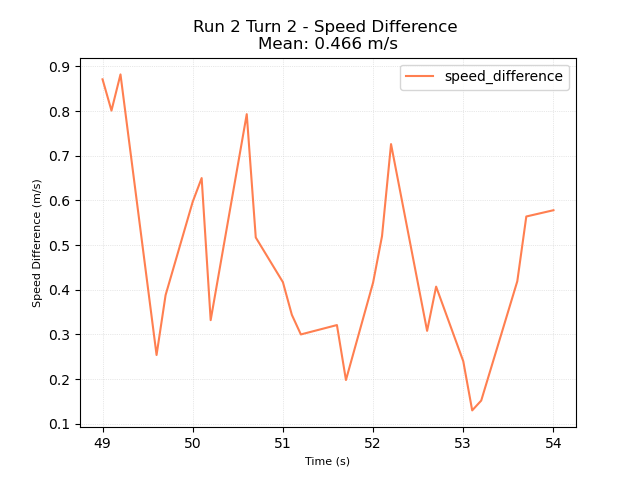 Run 2 Turn 2 - Speed Difference
Mean: 0.466 m/s
speed_difference
0.9
0.8
0.7
0.6
0.5
0.4
0.3
0.2
0.1
Speed Difference (m/s)
49 50 51 52 53 54
Time (s)